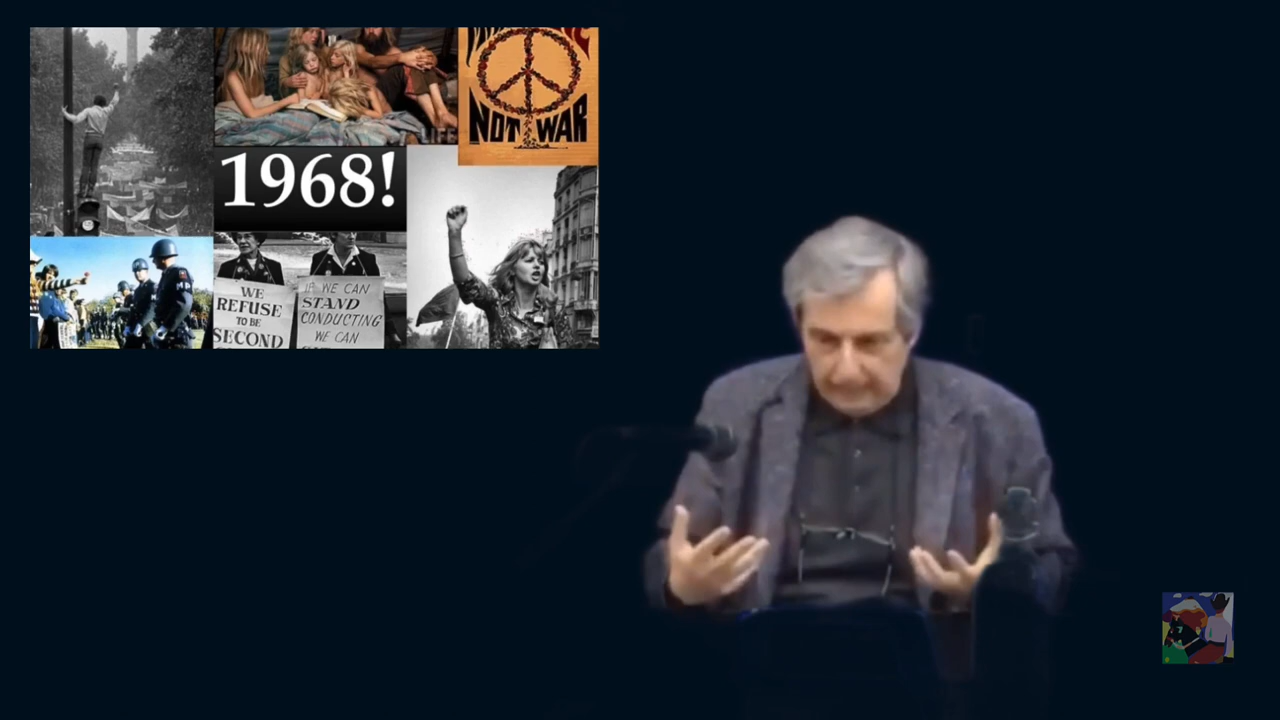 LIFE
NOT WAR
1968!
WE
REFUSE
TO BE
SECOND
IF WE CAN
STAND
CONDUCTING
WE CAN